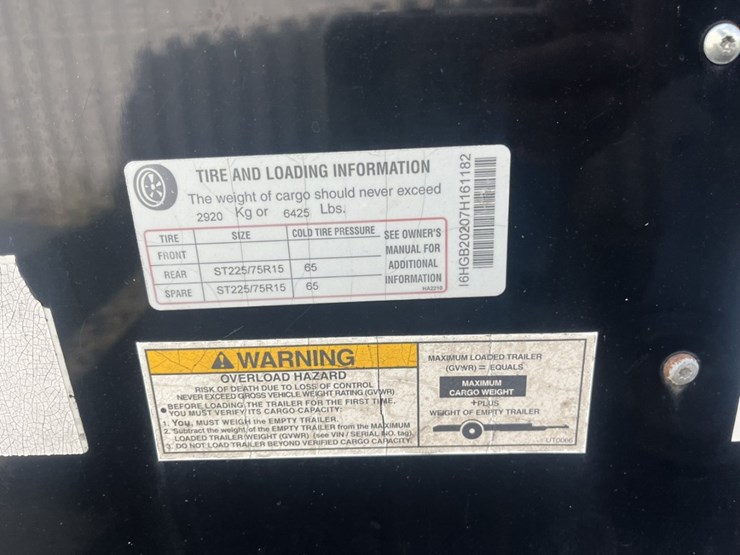 TIRE AND LOADING INFORMATION
The weight of cargo should never exceed
2920 Kg or 6425 Lbs.
TIRE SIZE COLD TIRE PRESSURE
FRONT
REAR ST225/75R15 65
SPARE ST225/75R15 65
SEE OWNER'S
MANUAL FOR
ADDITIONAL
INFORMATION
HA2210
16HGB20207H161182
WARNING
OVERLOAD HAZARD
RISK OF DEATH DUE TO LOSS OF CONTROL
NEVER EXCEED GROSS VEHICLE WEIGHT RATING (GVWR)
● BEFORE LOADING THE TRAILER FOR THE FIRST TIME,
YOU MUST VERIFY ITS CARGO CAPACITY:
1. YOU, MUST WEIGH the EMPTY TRAILER.
2. Subtract the weight of the EMPTY TRAILER from the MAXIMUM
LOADED TRAILER WEIGHT (GVWR) (see VIN / SERIAL NO. tag).
3. DO NOT LOAD TRAILER BEYOND VERIFIED CARGO CAPACITY.
MAXIMUM LOADED TRAILER
(GVWR) = EQUALS
MAXIMUM
CARGO WEIGHT
+PLUS
WEIGHT OF EMPTY TRAILER
UTD066